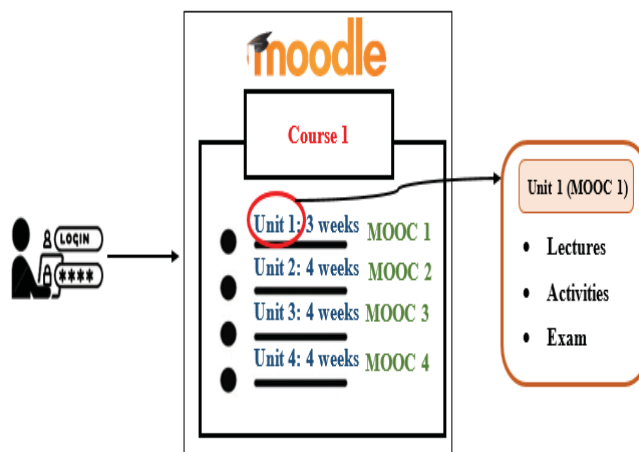 moodle
Course 1
Unit 1: 3 weeks MOOC 1
Unit 2: 4 weeks MOOC 2
Unit 3: 4 weeks MOOC 3
Unit 4: 4 weeks MOOC 4
LOGIN
****
Unit 1 (MOOC 1)
• Lectures
• Activities
• Exam